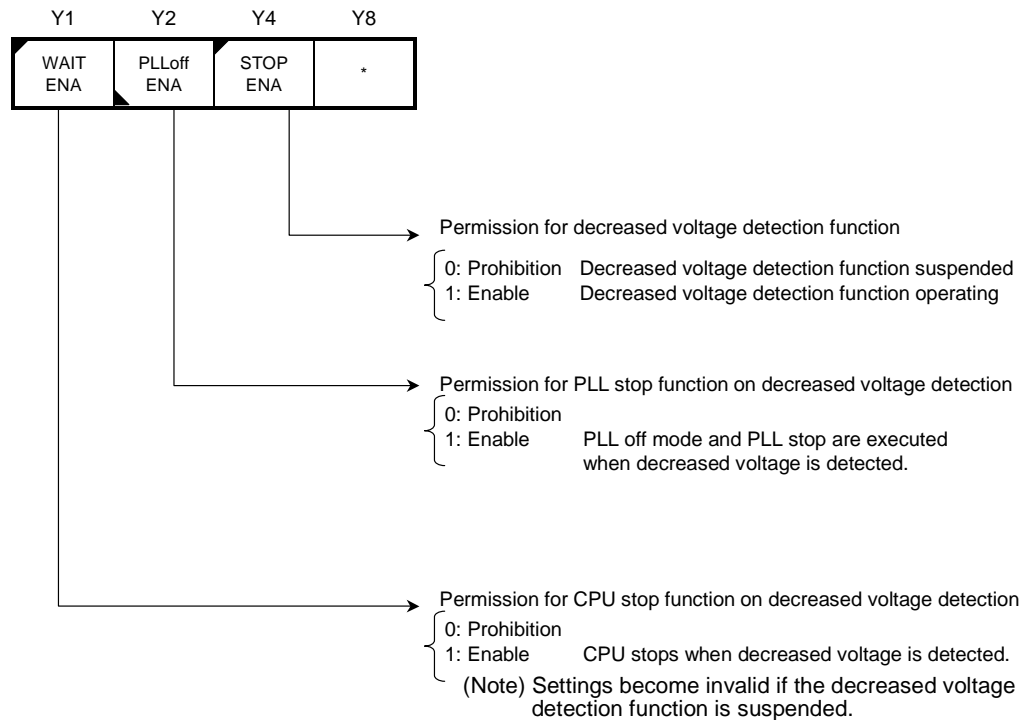 Y1 Y2 Y4 Y8
WAIT ENA PLLoff ENA STOP ENA *
Permission for decreased voltage detection function
0: Prohibition Decreased voltage detection function suspended
1: Enable Decreased voltage detection function operating
Permission for PLL stop function on decreased voltage detection
0: Prohibition
1: Enable PLL off mode and PLL stop are executed
when decreased voltage is detected.
Permission for CPU stop function on decreased voltage detection
0: Prohibition
1: Enable CPU stops when decreased voltage is detected.
(Note) Settings become invalid if the decreased voltage
detection function is suspended.